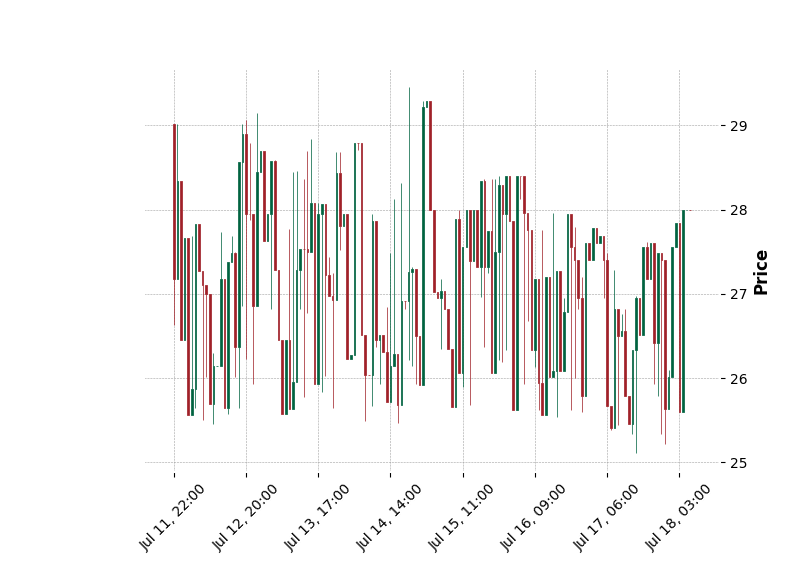 29
28
27
26
25
Price
Jul 11, 22:00
Jul 12, 20:00
Jul 13, 17:00
Jul 14, 14:00
Jul 15, 11:00
Jul 16, 09:00
Jul 17, 06:00
Jul 18, 03:00